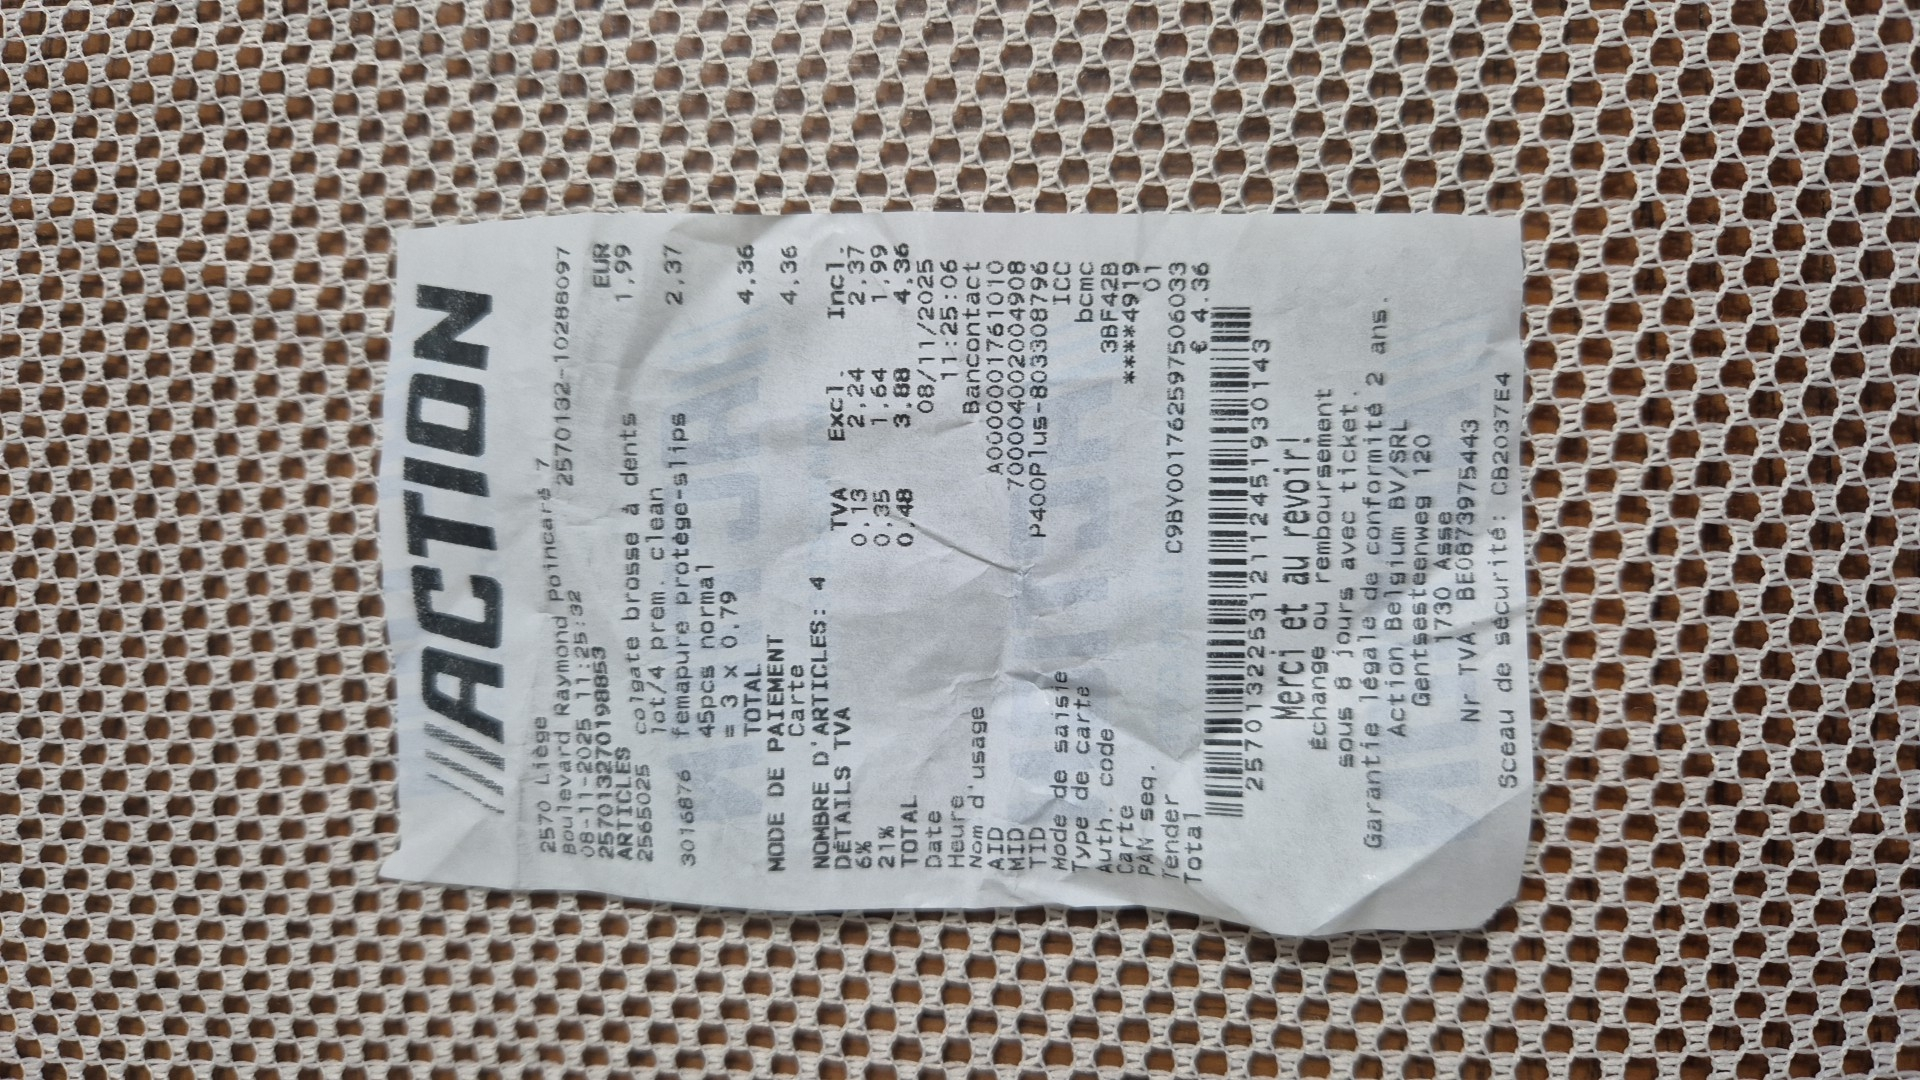 ACTION
2570 Liège
Boulevard Raymond Poincaré 7
08-11-2025 11:25:32 2570132-10288097
25701327019B853
ARTICLES EUR
2565025 colgate brosse à dents 1,99
lot/4 prem. clean
3016876 femapure protège-slips 2,37
45pcs normal
= 3 x 0,79
TOTAL 4,36
MODE DE PAIEMENT
Carte 4,36
NOMBRE D'ARTICLES: 4
DÉTAILS TVA TVA Excl. Incl.
6% 0,13 2,24 2,37
21% 0,35 1,64 1,99
TOTAL 0,48 3,88 4,36
Date 08/11/2025
Heure 11:25:06
Nom d'usage Bancontact
AID A0000001761010
MID 700004002004908
TID P400Plus-803308796
Mode de saisie ICC
Type de carte bcmc
Auth. code 3BF42B
Carte ****4919
PAN seq. 01
Tender C9BY001762597506033
Total € 4.36
2570132253121124519300143
Merci et au revoir!
Échange ou remboursement
sous 8 jours avec ticket.
Garantie légale de conformité 2 ans.
Action Belgium BV/SRL
Gentsesteenweg 120
1730 Asse
Nr TVA. BE0873975443
Sceau de sécurité: CB2037E4